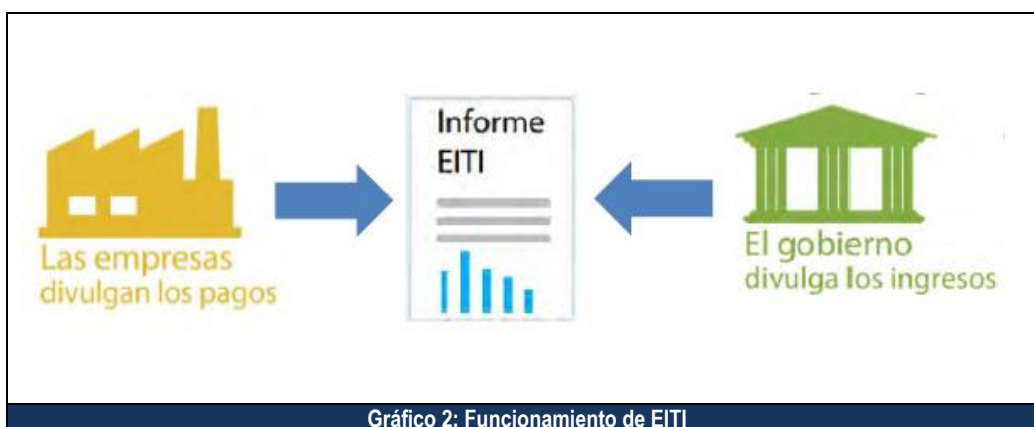 Las empresas
divulgan los pagos
Informe
EITI
El gobierno
divulga los ingresos
Gráfico 2: Funcionamiento de EITI